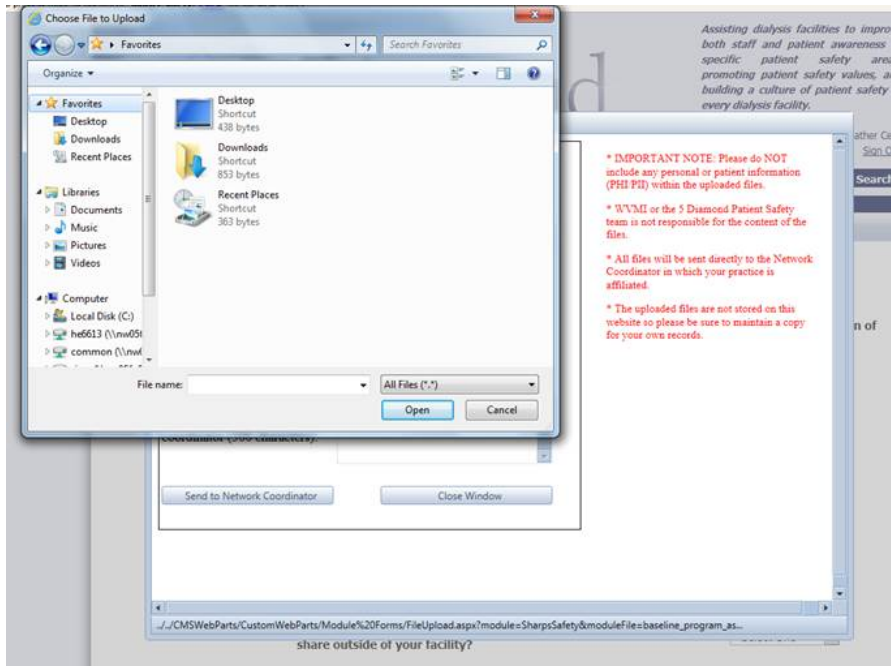 Choose File to Upload
Favorites
Search Favorites
Organize
Favorites
Desktop
Downloads
Recent Places
Libraries
Documents
Music
Pictures
Videos
Computer
Local Disk (C:)
he6613 (\\nw05
common (\\nw
Desktop
Shortcut
438 bytes
Downloads
Shortcut
853 bytes
Recent Places
Shortcut
363 bytes
File name:
All Files (*.*)
Open
Cancel
Assisting dialysis facilities to impro
both staff and patient awareness
specific patient safety area
promoting patient safety values, a
building a culture of patient safety
every dialysis facility.
d
ather Ce
Sign O
Search
* IMPORTANT NOTE: Please do NOT
include any personal or patient information
(PHI PII) within the uploaded files.
* WVMI or the 5 Diamond Patient Safety
team is not responsible for the content of the
files.
* All files will be sent directly to the Network
Coordinator in which your practice is
affiliated.
* The uploaded files are not stored on this
website so please be sure to maintain a copy
for your own records.
n of
coordinator (500 characters):
Send to Network Coordinator
Close Window
../../CMSWebParts/CustomWebParts/Module%20Forms/FileUpload.aspx?module=SharpsSafety&moduleFile=baseline_program_as...
share outside of your facility?